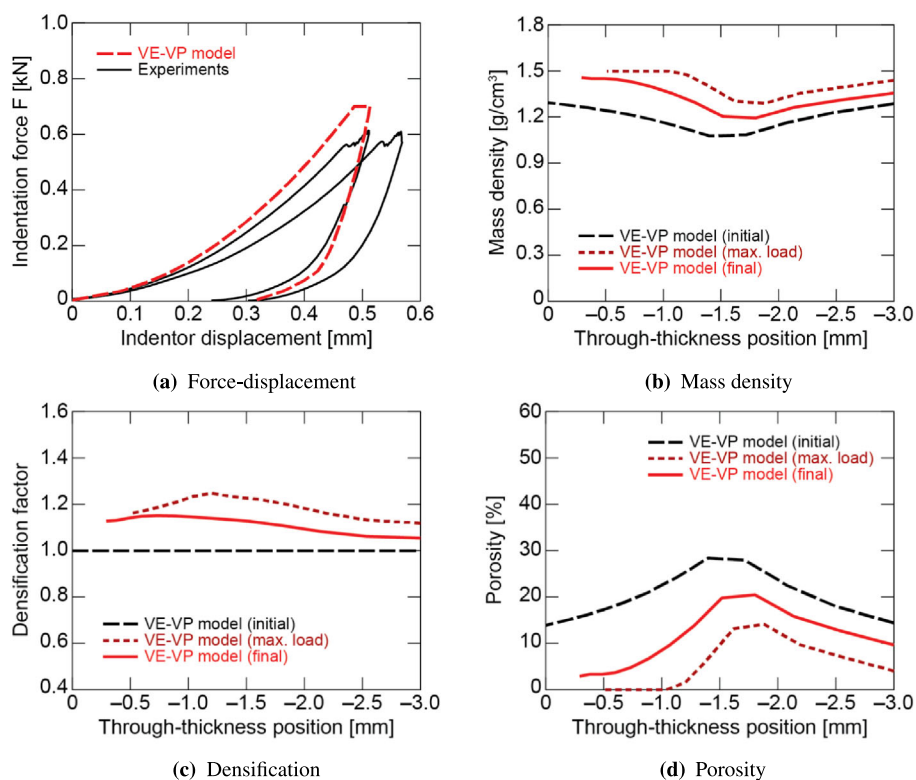 1.0
0.8
0.6
0.4
0.2
0
Indentation force F [kN]
VE-VP model
Experiments
0 0.1 0.2 0.3 0.4 0.5 0.6
Indentor displacement [mm]
(a) Force-displacement
1.8
1.5
1.2
0.9
0.6
0.3
0
Mass density [g/cm³]
VE-VP model (initial)
VE-VP model (max. load)
VE-VP model (final)
0 –0.5 –1.0 –1.5 –2.0 –2.5 –3.0
Through-thickness position [mm]
(b) Mass density
1.6
1.4
1.2
1.0
0.8
0.6
0.4
Densification factor
VE-VP model (initial)
VE-VP model (max. load)
VE-VP model (final)
0 –0.5 –1.0 –1.5 –2.0 –2.5 –3.0
Through-thickness position [mm]
(c) Densification
60
50
40
30
20
10
0
Porosity [%]
VE-VP model (initial)
VE-VP model (max. load)
VE-VP model (final)
0 –0.5 –1.0 –1.5 –2.0 –2.5 –3.0
Through-thickness position [mm]
(d) Porosity